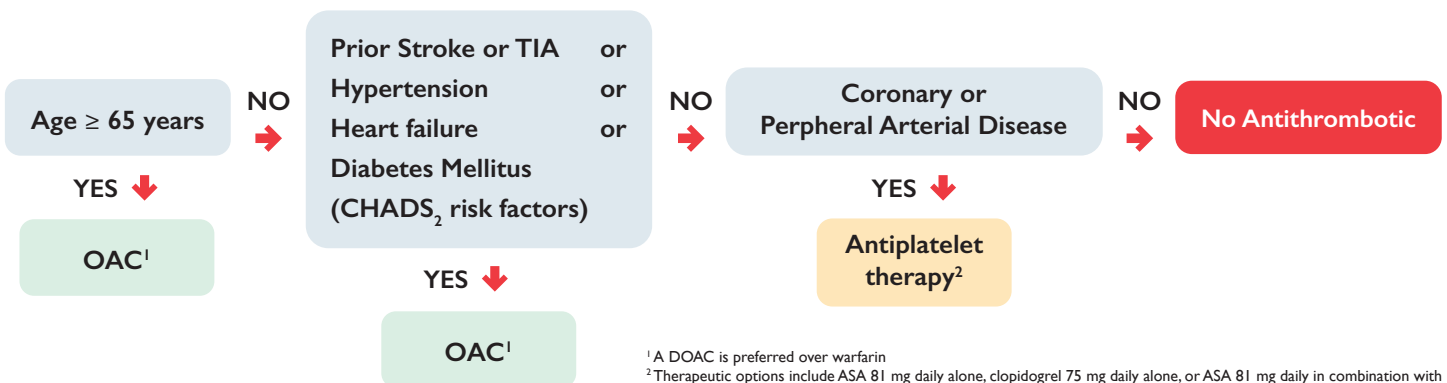 Age ≥ 65 years
NO
YES
OAC¹
Prior Stroke or TIA or
Hypertension or
Heart failure or
Diabetes Mellitus
(CHADS₂ risk factors)
NO
YES
OAC¹
Coronary or
Perpheral Arterial Disease
NO
YES
Antiplatelet
therapy²
No Antithrombotic
¹ A DOAC is preferred over warfarin
² Therapeutic options include ASA 81 mg daily alone, clopidogrel 75 mg daily alone, or ASA 81 mg daily in combination with